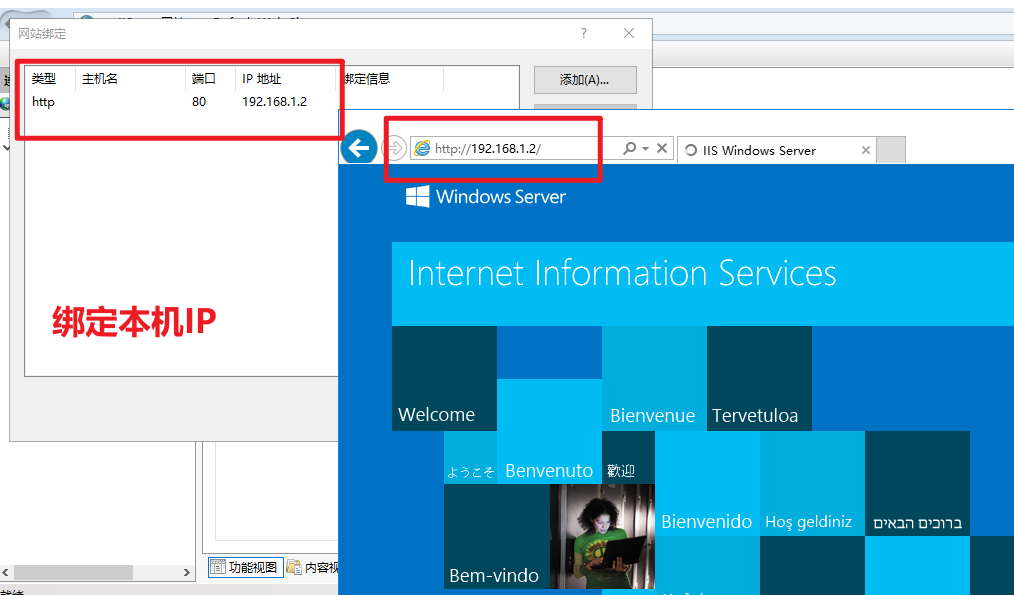 网站绑定
?
类型 主机名 端口 IP 地址 绑定信息
http 80 192.168.1.2
添加(A)...
http://192.168.1.2/
IIS Windows Server
Windows Server
Internet Information Services
绑定本机IP
Welcome
Bienvenue
Tervetuloa
ようこそ
Benvenuto
歡迎
Bienvenido
Hoş geldiniz
ברוכים הבאים
Bem-vindo
功能视图